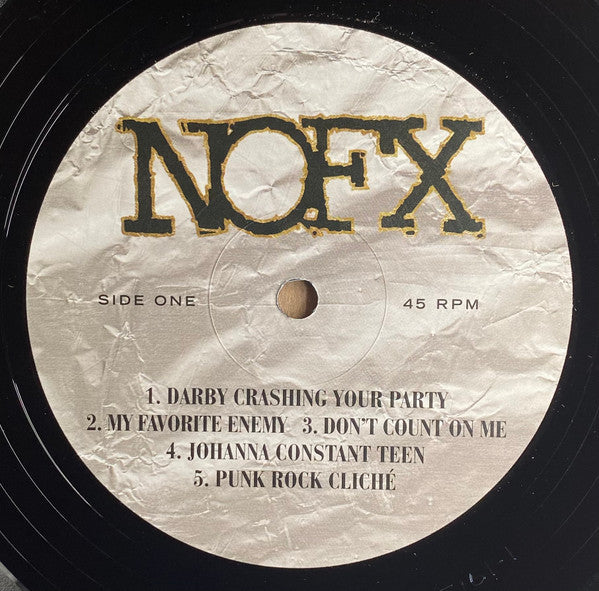 NOFX
SIDE ONE 45 RPM
1. DARBY CRASHING YOUR PARTY
2. MY FAVORITE ENEMY 3. DON'T COUNT ON ME
4. JOHANNA CONSTANT TEEN
5. PUNK ROCK CLICHÉ